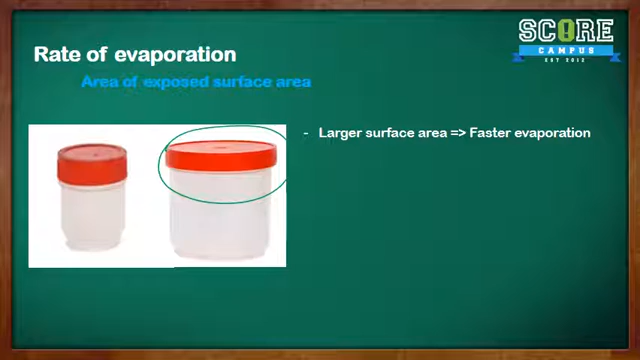 SCORE
CAMPUS
EST 2012
Rate of evaporation
Area of exposed surface area
- Larger surface area => Faster evaporation